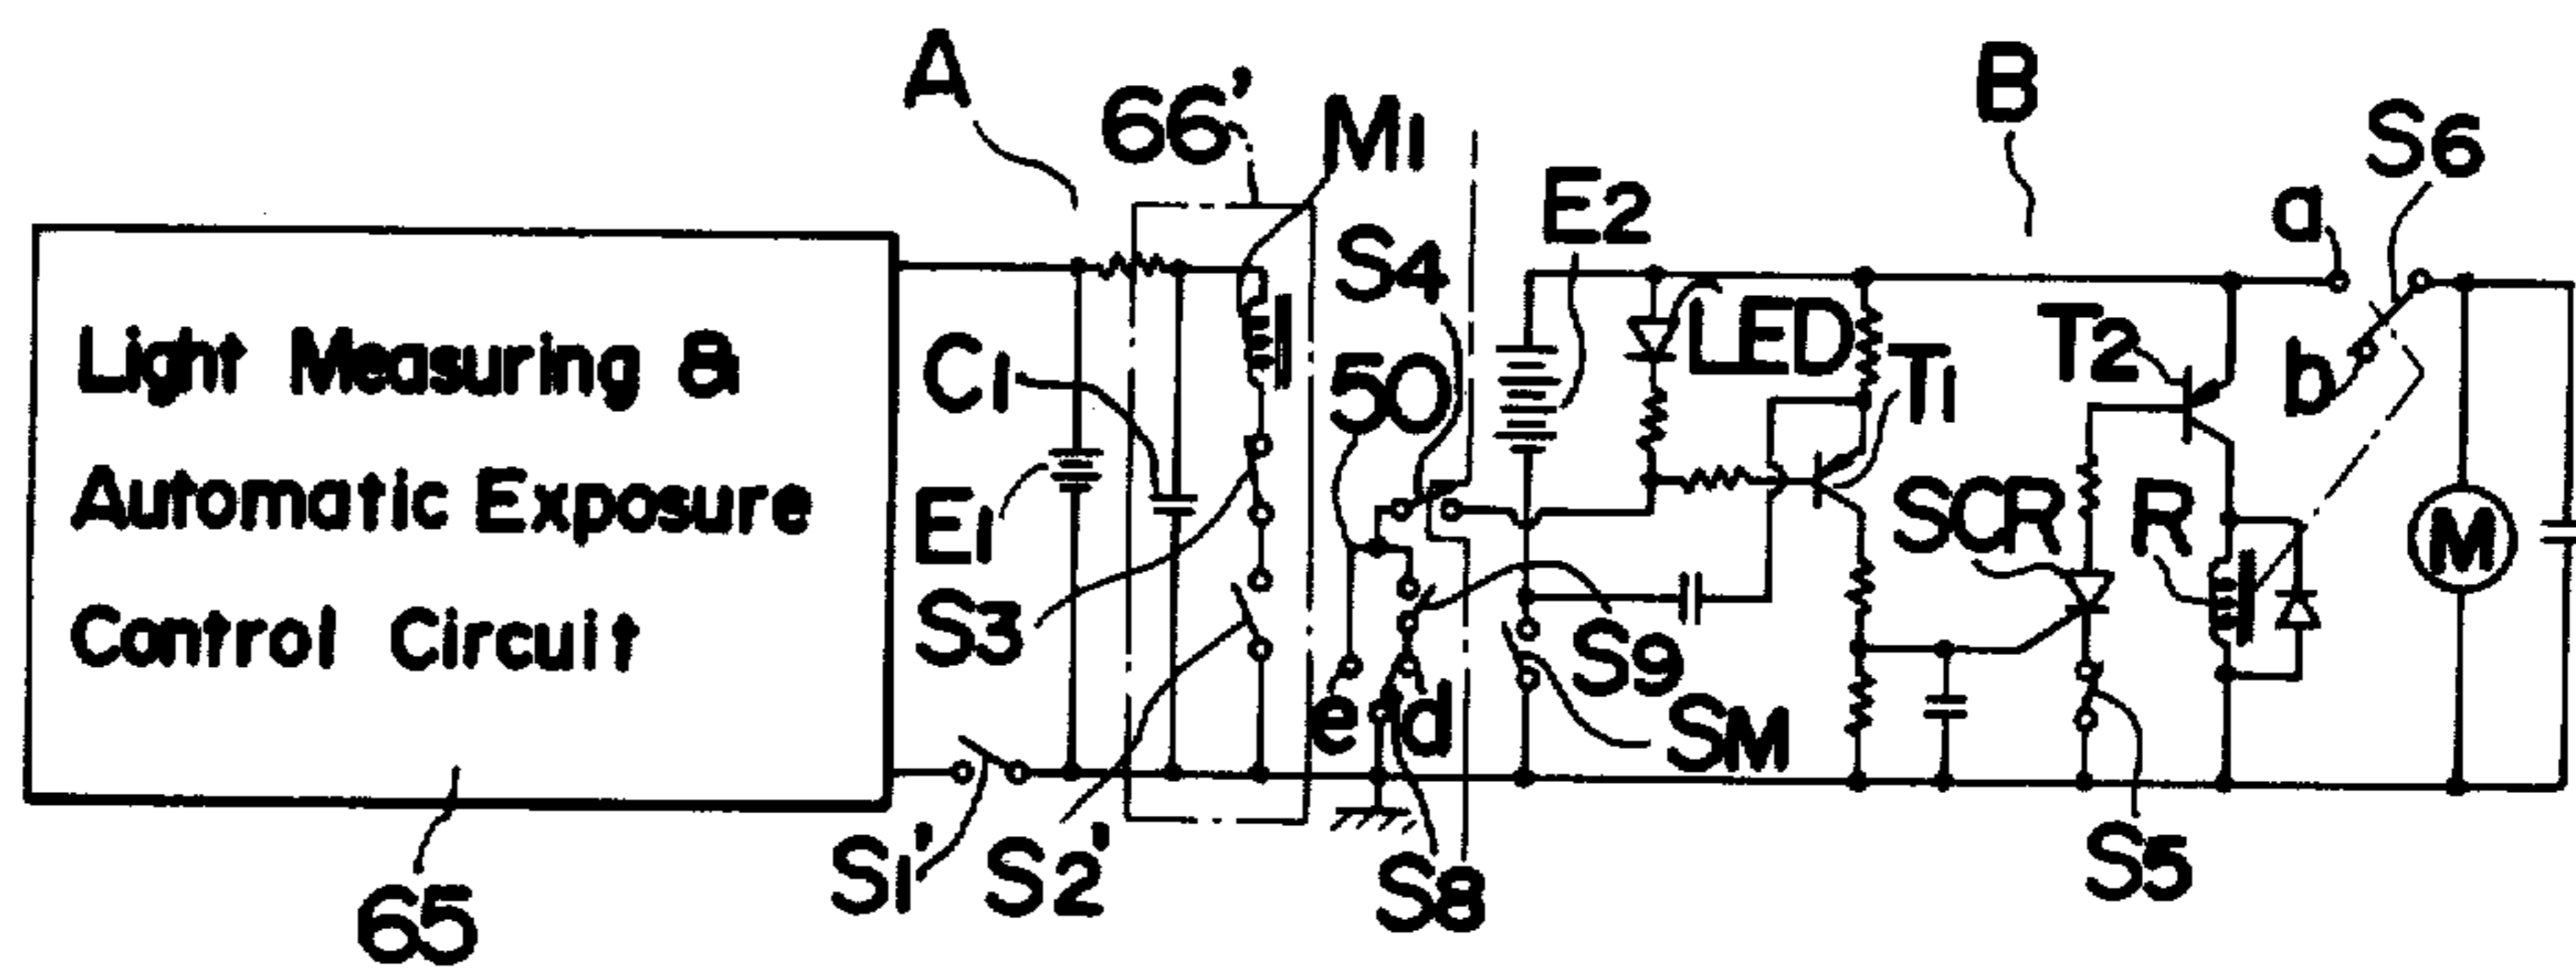 A
66'
M1
B
S6
E2
a
S4
Light Measuring &
Automatic Exposure
Control Circuit
C1
LED
T2
50
T1
b
E1
SCR
R
M
S3
S9
e
d
SM
S1'
S2'
S8
S5
65